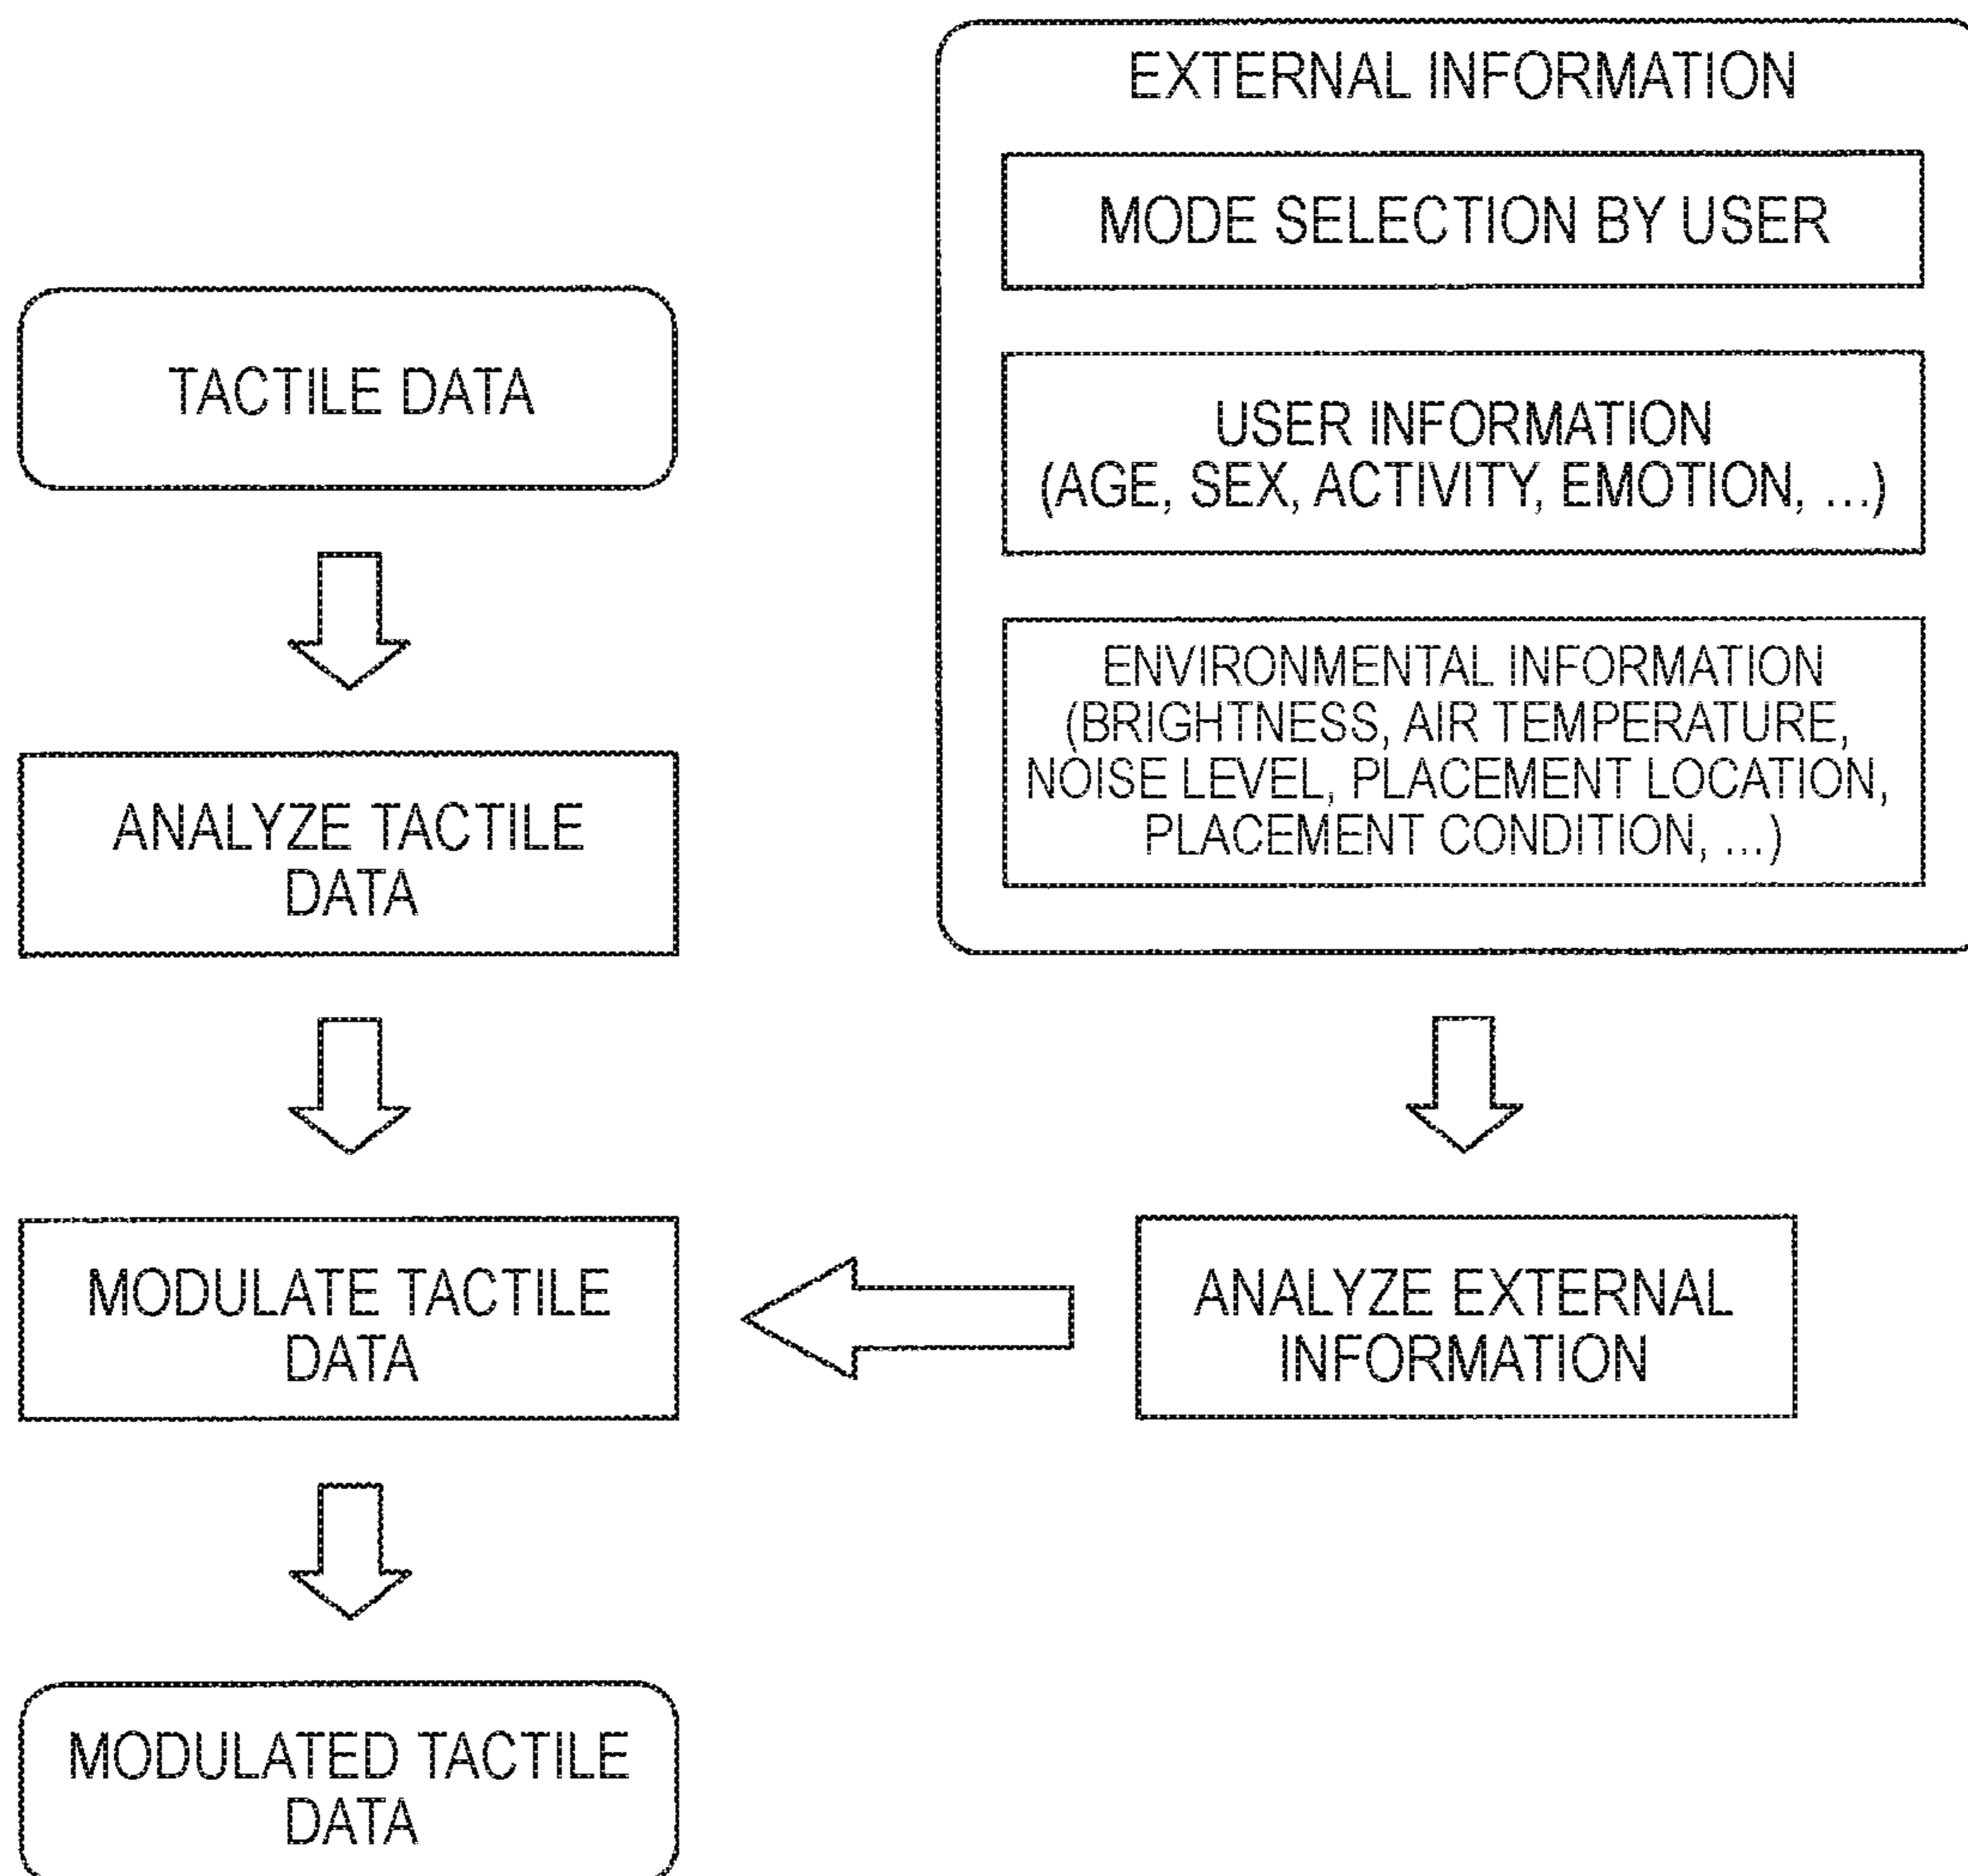 EXTERNAL INFORMATION
MODE SELECTION BY USER
USER INFORMATION
(AGE, SEX, ACTIVITY, EMOTION, ...)
ENVIRONMENTAL INFORMATION
(BRIGHTNESS, AIR TEMPERATURE,
NOISE LEVEL, PLACEMENT LOCATION,
PLACEMENT CONDITION, ...)
TACTILE DATA
ANALYZE TACTILE
DATA
MODULATE TACTILE
DATA
ANALYZE EXTERNAL
INFORMATION
MODULATED TACTILE
DATA